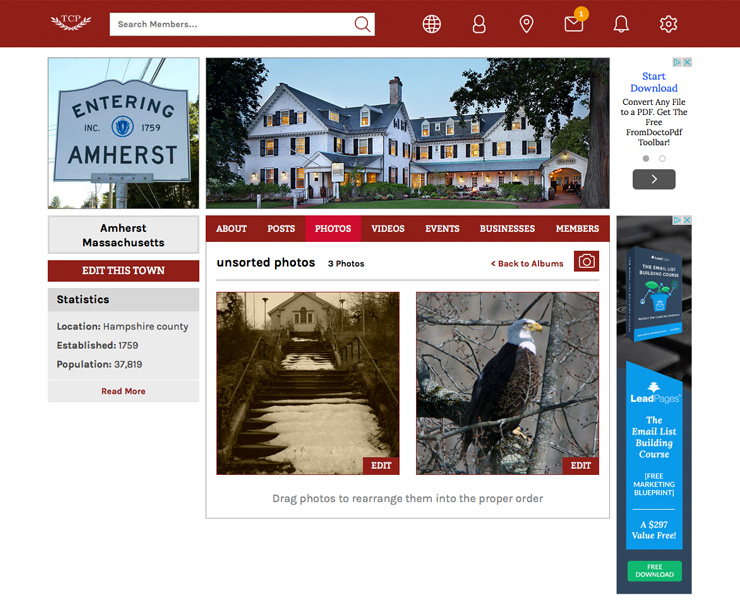 TCP
Search Members...
1
ENTERING
INC. 1759
AMHERST
Start
Download
Convert Any File
to a PDF. Get The
Free
FromDoctoPdf
Toolbar!
Amherst
Massachusetts
EDIT THIS TOWN
Statistics
Location: Hampshire county
Established: 1759
Population: 37,819
Read More
ABOUT POSTS PHOTOS VIDEOS EVENTS BUSINESSES MEMBERS
unsorted photos 3 Photos < Back to Albums
EDIT EDIT
Drag photos to rearrange them into the proper order
LeadPages
THE EMAIL LIST
BUILDING COURSE
LeadPages
The
Email List
Building
Course
[FREE
MARKETING
BLUEPRINT]
A $297
Value Free!
FREE
DOWNLOAD